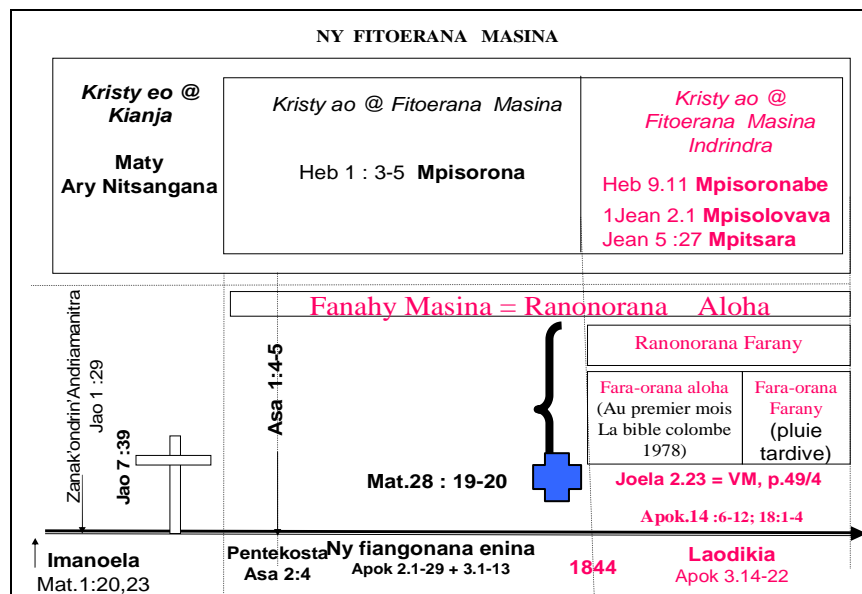 NY FITOERANA MASINA
Kristy eo @
Kianja
Maty
Ary Nitsangana
Kristy ao @ Fitoerana Masina
Heb 1 : 3-5 Mpisorona
Kristy ao @
Fitoerana Masina
Indrindra
Heb 9.11 Mpisoronabe
1Jean 2.1 Mpisolovava
Jean 5 :27 Mpitsara
Fanahy Masina = Ranonorana Aloha
Ranonorana Farany
Fara-orana aloha
(Au premier mois
La bible colombe
1978)
Fara-orana
Farany
(pluie
tardive)
Zanak'ondrin'Andriamanitra
Jao 1 :29
Jao 7 :39
Asa 1:4-5
Mat.28 : 19-20
Joela 2.23 = VM, p.49/4
Apok.14 :6-12; 18:1-4
Imanoela
Mat.1:20,23
Pentekosta
Asa 2:4
Ny fiangonana enina
Apok 2.1-29 + 3.1-13
1844
Laodikia
Apok 3.14-22